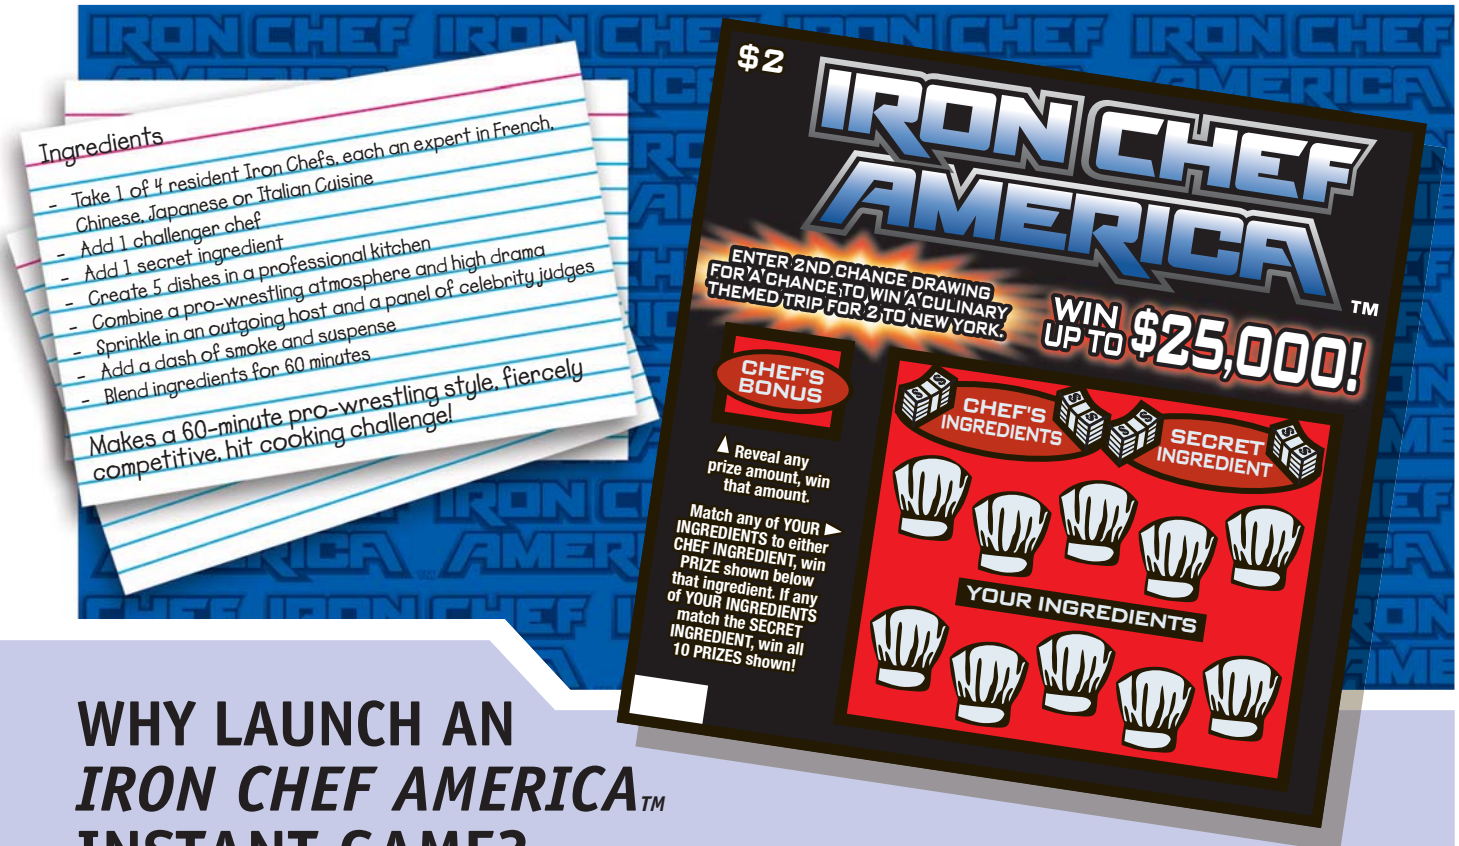 Ingredients
- Take 1 of 4 resident Iron Chefs, each an expert in French,
Chinese, Japanese or Italian Cuisine
- Add 1 challenger chef
- Add 1 secret ingredient
- Create 5 dishes in a professional kitchen
- Combine a pro-wrestling atmosphere and high drama
- Sprinkle in an outgoing host and a panel of celebrity judges
- Add a dash of smoke and suspense
- Blend ingredients for 60 minutes
Makes a 60-minute pro-wrestling style, fiercely
competitive, hit cooking challenge!
$2
IRON CHEF
AMERICA™
ENTER 2ND CHANCE DRAWING
FOR A CHANCE TO WIN A CULINARY
THEMED TRIP FOR 2 TO NEW YORK.
WIN
UP TO $25,000!
CHEF'S
BONUS
Reveal any
prize amount, win
that amount.
Match any of YOUR
INGREDIENTS to either
CHEF INGREDIENT, win
PRIZE shown below
that ingredient. If any
of YOUR INGREDIENTS
match the SECRET
INGREDIENT, win all
10 PRIZES shown!
CHEF'S
INGREDIENTS
SECRET
INGREDIENT
YOUR INGREDIENTS
WHY LAUNCH AN
IRON CHEF AMERICA™
INSTANT GAME?